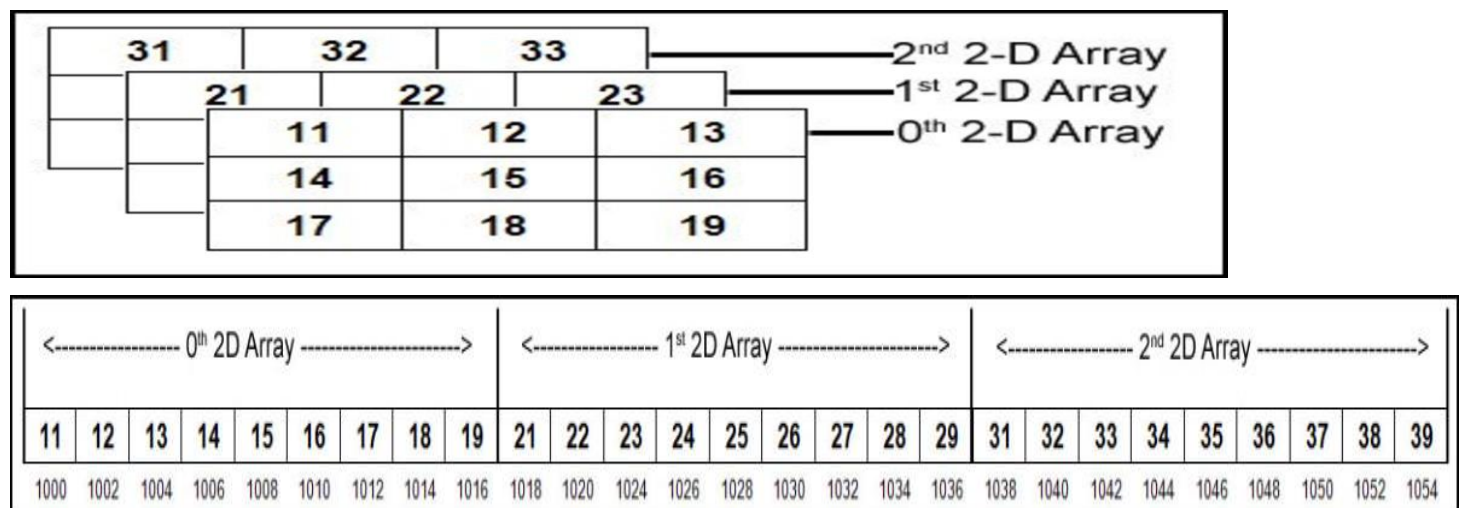 31 32 33 2nd 2-D Array
21 22 23 1st 2-D Array
11 12 13 0th 2-D Array
14 15 16
17 18 19
<------------------ 0th 2D Array ------------------> <------------------ 1st 2D Array ------------------> <------------------ 2nd 2D Array ------------------>
11 12 13 14 15 16 17 18 19 21 22 23 24 25 26 27 28 29 31 32 33 34 35 36 37 38 39
1000 1002 1004 1006 1008 1010 1012 1014 1016 1018 1020 1024 1026 1028 1030 1032 1034 1036 1038 1040 1042 1044 1046 1048 1050 1052 1054